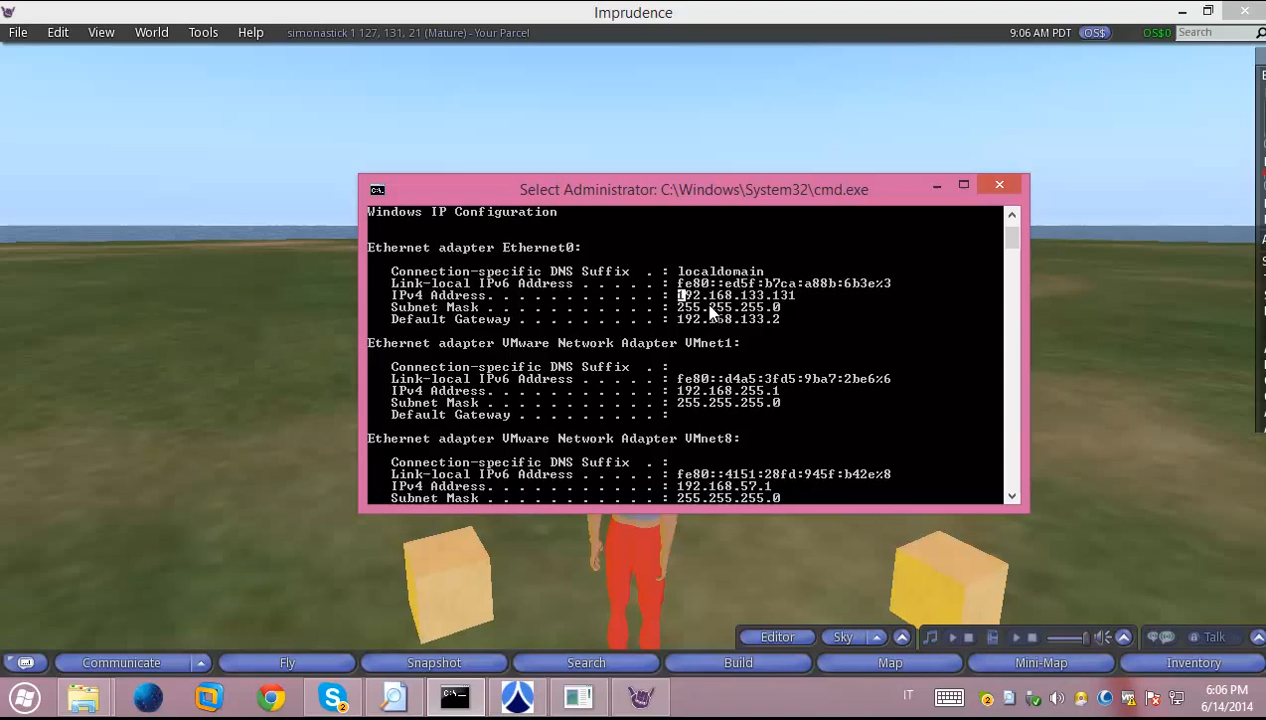 Imprudence
File Edit View World Tools Help simonastick 1 127, 131, 21 (Mature) - Your Parcel 9:06 AM PDT OS$ OS$0 Search
Select Administrator: C:\Windows\System32\cmd.exe
Windows IP Configuration
Ethernet adapter Ethernet0:
Connection-specific DNS Suffix . : localdomain
Link-local IPv6 Address . . . . . : fe80::ed5f:b7ca:a88b:6b3e%3
IPv4 Address. . . . . . . . . . . : 192.168.133.131
Subnet Mask . . . . . . . . . . . : 255.255.255.0
Default Gateway . . . . . . . . . : 192.168.133.2
Ethernet adapter VMware Network Adapter VMnet1:
Connection-specific DNS Suffix . :
Link-local IPv6 Address . . . . . : fe80::d4a5:3fd5:9ba7:2be6%6
IPv4 Address. . . . . . . . . . . : 192.168.255.1
Subnet Mask . . . . . . . . . . . : 255.255.255.0
Default Gateway . . . . . . . . . :
Ethernet adapter VMware Network Adapter VMnet8:
Connection-specific DNS Suffix . :
Link-local IPv6 Address . . . . . : fe80::4151:28fd:945f:b42e%8
IPv4 Address. . . . . . . . . . . : 192.168.57.1
Subnet Mask . . . . . . . . . . . : 255.255.255.0
Editor Sky Talk
Communicate Fly Snapshot Search Build Map Mini-Map Inventory
IT 6:06 PM
6/14/2014